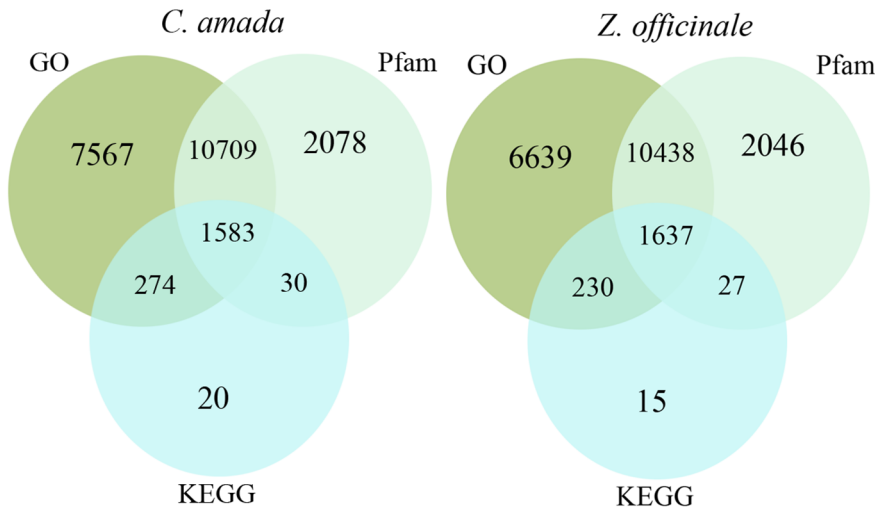 C. amada
GO
Pfam
7567
10709
2078
1583
274
30
20
KEGG
Z. officinale
GO
Pfam
6639
10438
2046
1637
230
27
15
KEGG